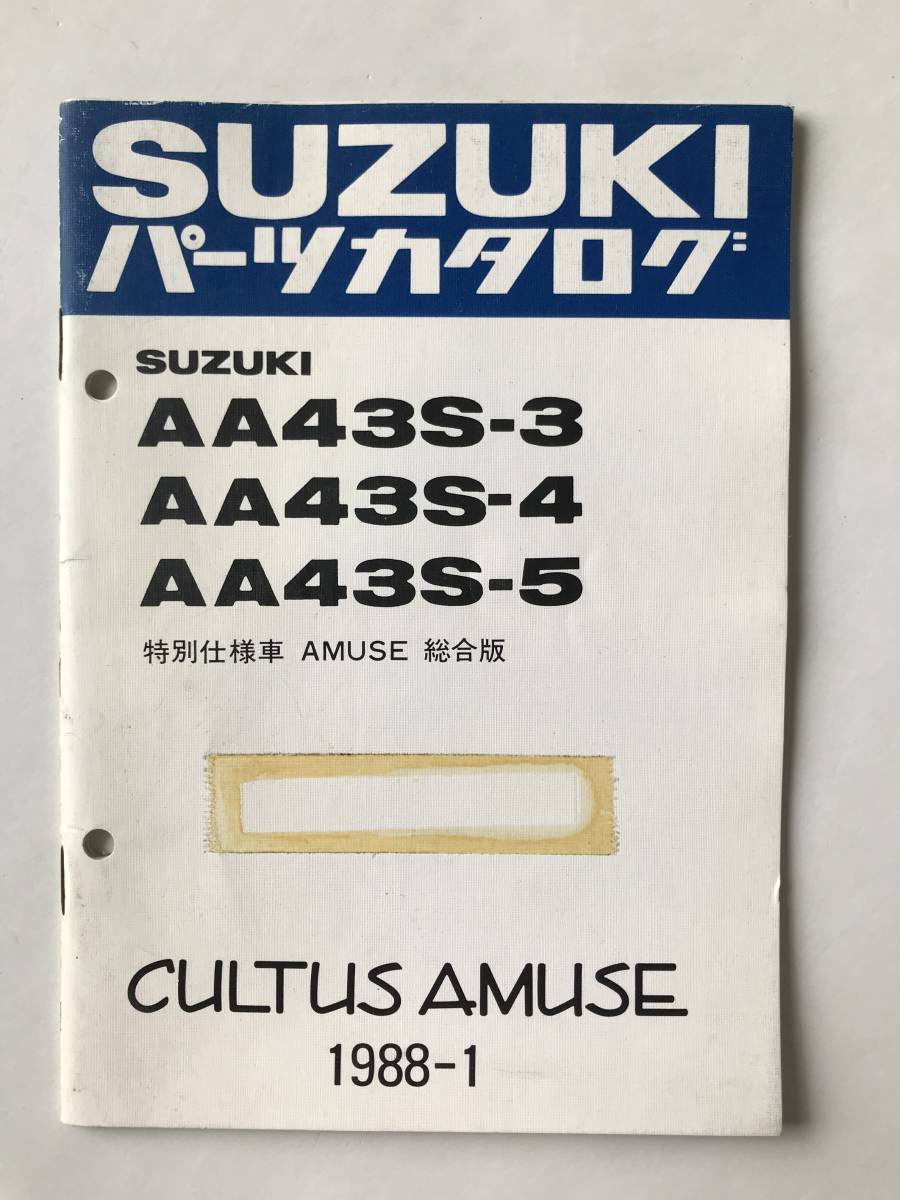 SUZUKI
パーツカタログ
SUZUKI
AA43S-3
AA43S-4
AA43S-5
特別仕様車 AMUSE 総合版
CULTUS AMUSE
1988-1